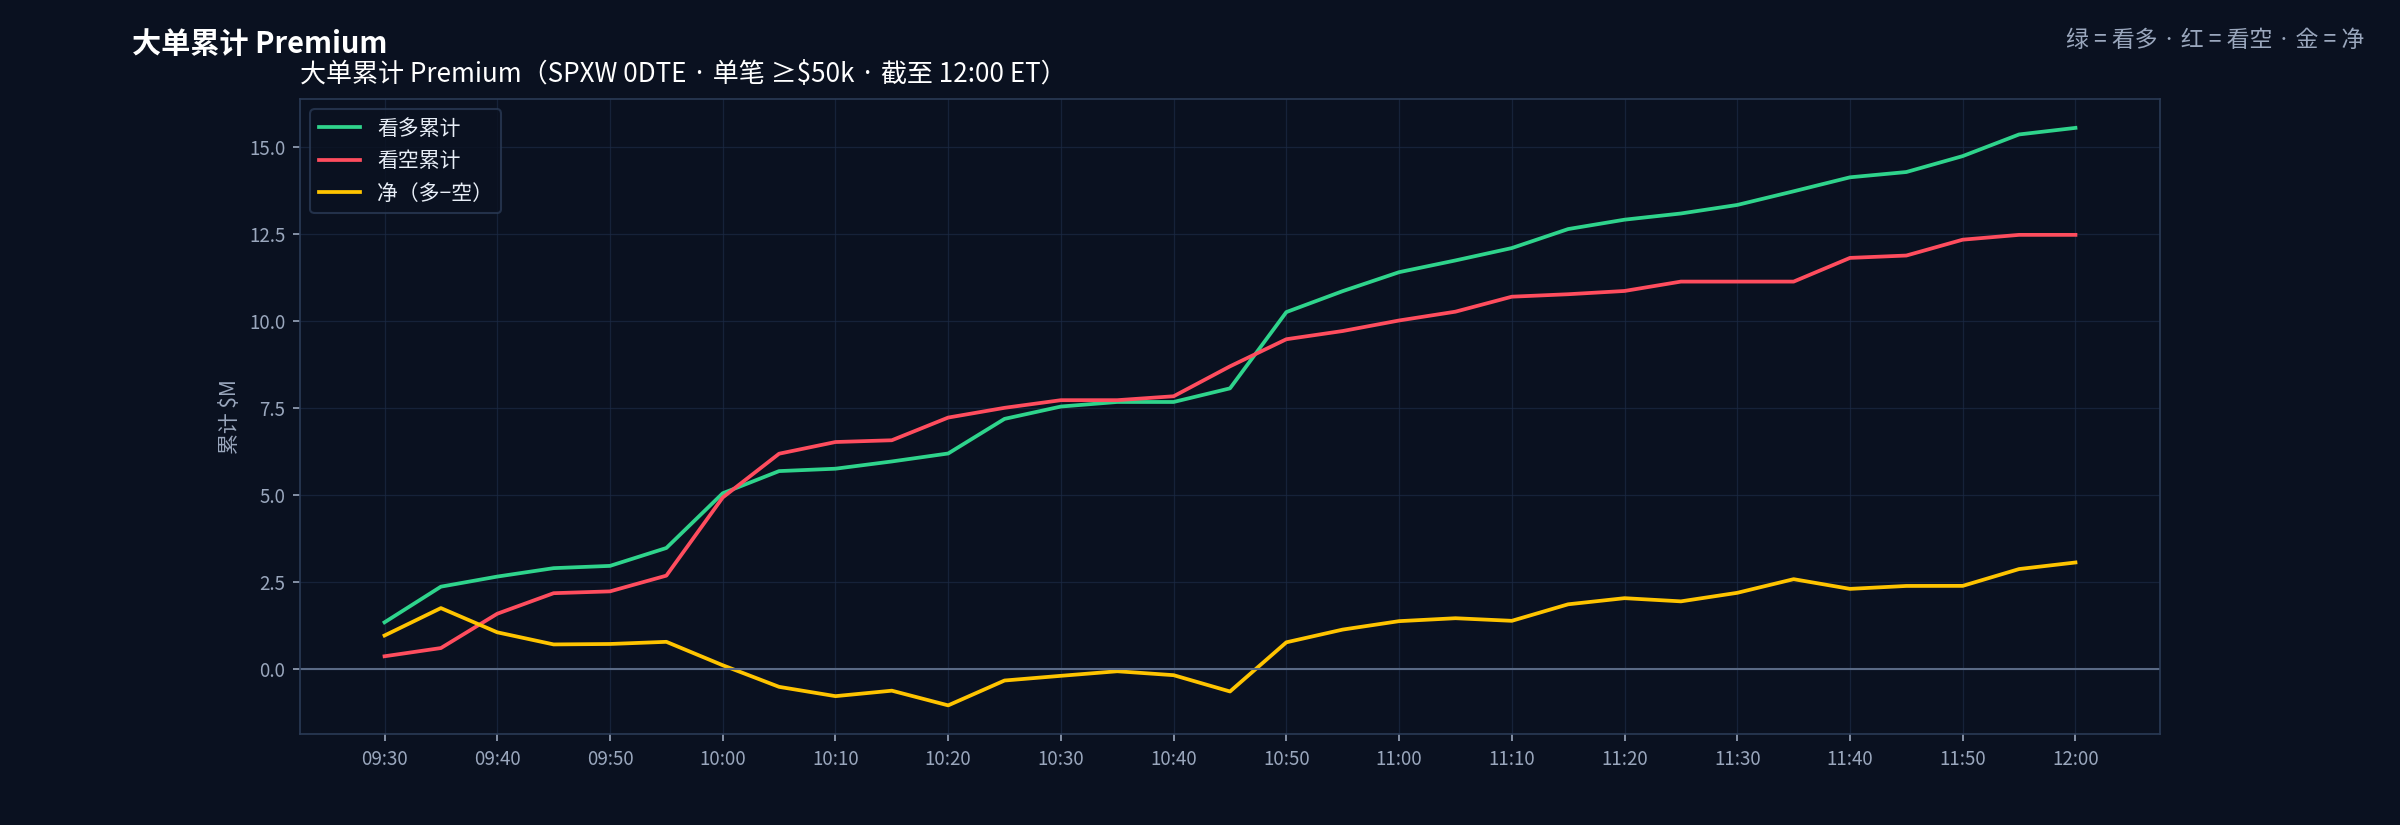 大单累计 Premium
绿 = 看多 · 红 = 看空 · 金 = 净
大单累计 Premium（SPXW 0DTE · 单笔 ≥$50k · 截至 12:00 ET）
看多累计
看空累计
净（多−空）
累计 $M
15.0
12.5
10.0
7.5
5.0
2.5
0.0
09:30 09:40 09:50 10:00 10:10 10:20 10:30 10:40 10:50 11:00 11:10 11:20 11:30 11:40 11:50 12:00